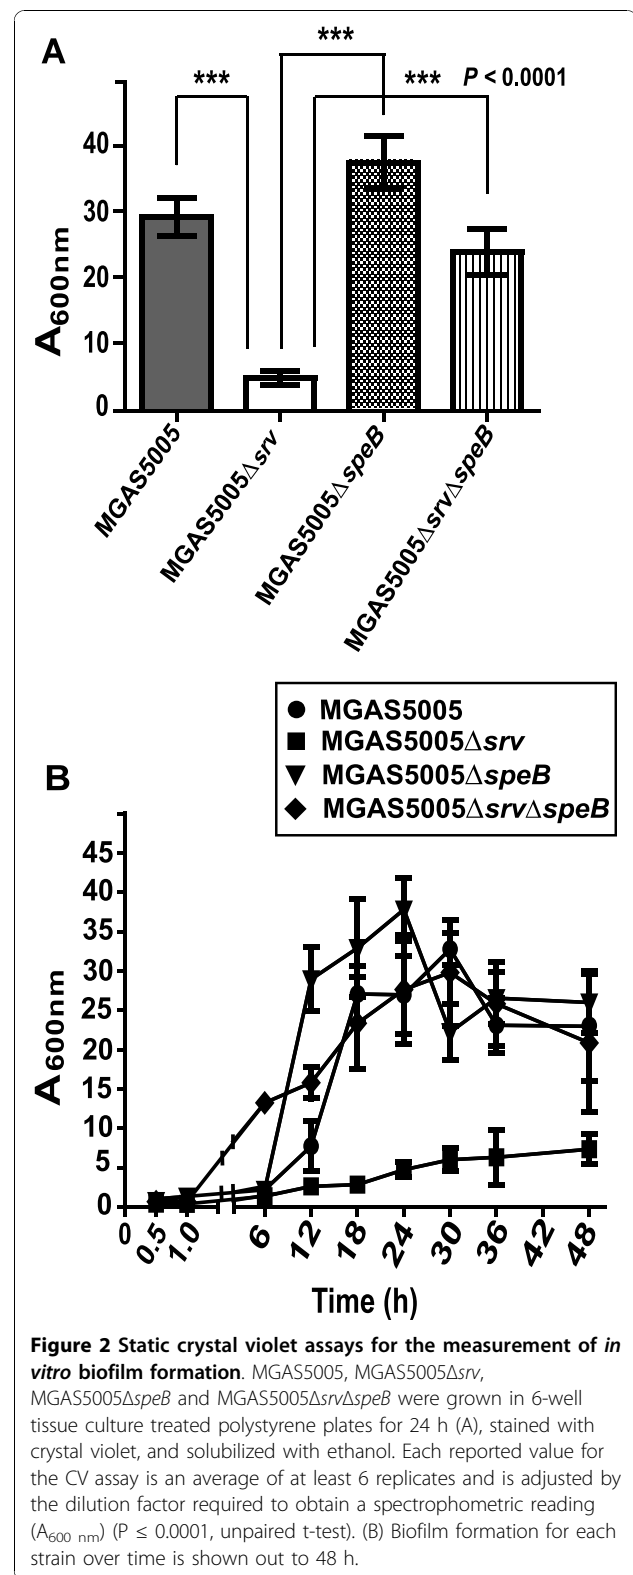 A
***
***
***
P < 0.0001
40
30
20
10
0
A600nm
MGAS5005
MGAS5005Δsrv
MGAS5005ΔspeB
MGAS5005ΔsrvΔspeB
MGAS5005
MGAS5005Δsrv
MGAS5005ΔspeB
MGAS5005ΔsrvΔspeB
B
45
40
35
30
25
20
15
10
5
0
A600nm
0
0.5
1.0
6
12
18
24
30
36
42
48
Time (h)
Figure 2 Static crystal violet assays for the measurement of in
vitro biofilm formation. MGAS5005, MGAS5005Δsrv,
MGAS5005ΔspeB and MGAS5005ΔsrvΔspeB were grown in 6-well
tissue culture treated polystyrene plates for 24 h (A), stained with
crystal violet, and solubilized with ethanol. Each reported value for
the CV assay is an average of at least 6 replicates and is adjusted by
the dilution factor required to obtain a spectrophometric reading
(A600 nm) (P ≤ 0.0001, unpaired t-test). (B) Biofilm formation for each
strain over time is shown out to 48 h.